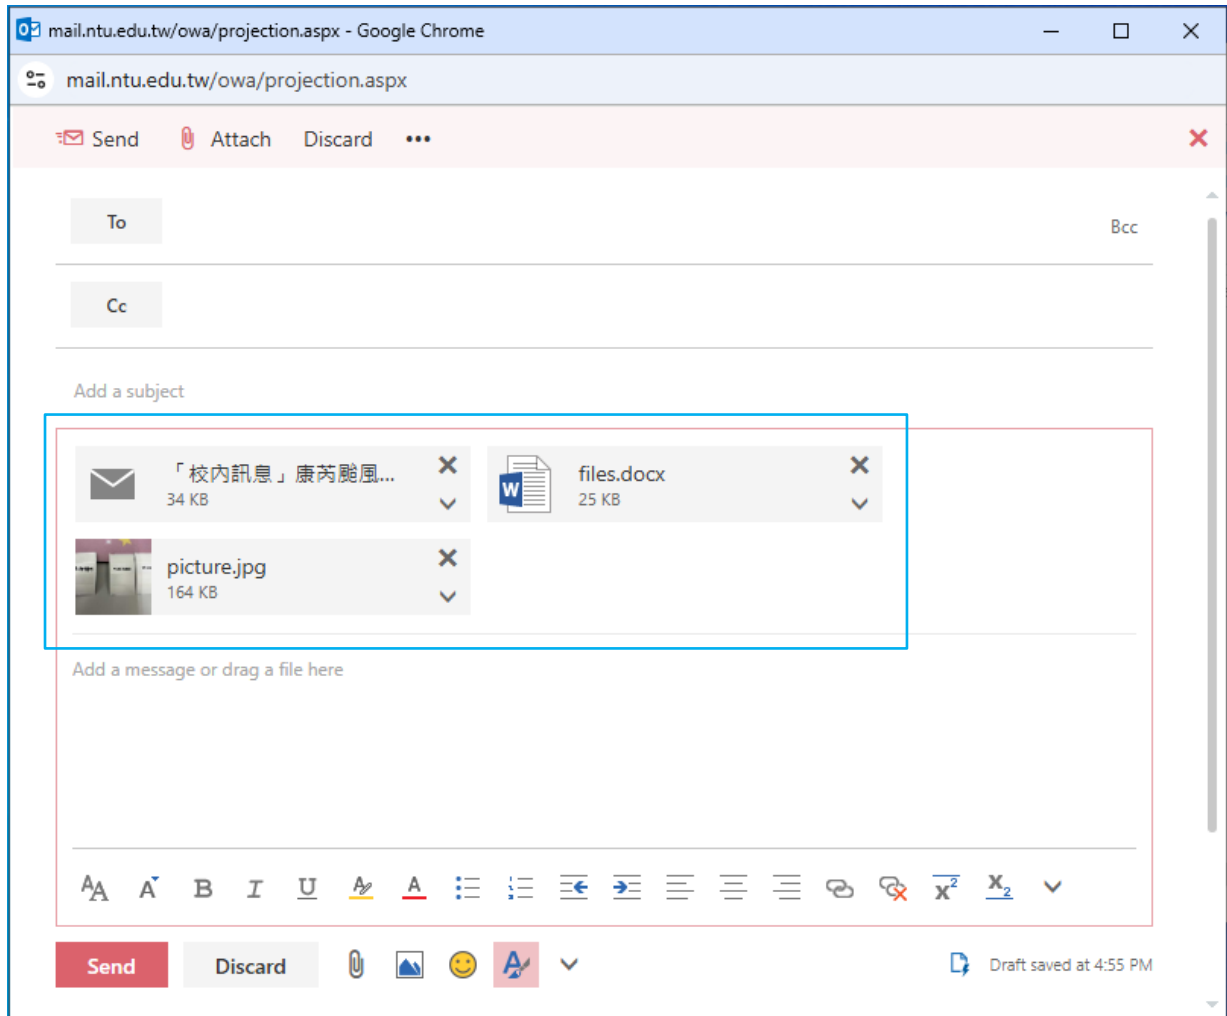 mail.ntu.edu.tw/owa/projection.aspx - Google Chrome
mail.ntu.edu.tw/owa/projection.aspx
Send Attach Discard •••
To
Bcc
Cc
Add a subject
「校內訊息」康芮颱風...
34 KB
files.docx
25 KB
picture.jpg
164 KB
Add a message or drag a file here
Send Discard
Draft saved at 4:55 PM